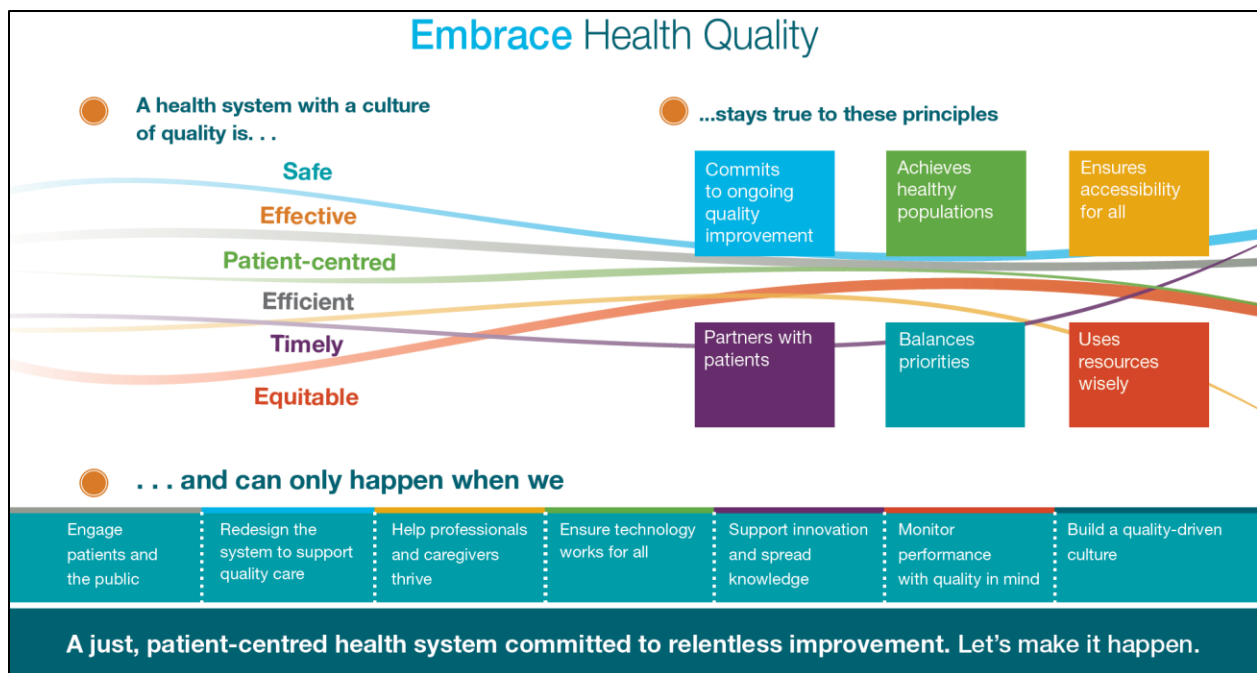 Embrace Health Quality
A health system with a culture
of quality is. . .
Safe
Effective
Patient-centred
Efficient
Timely
Equitable
...stays true to these principles
Commits
to ongoing
quality
improvement
Achieves
healthy
populations
Ensures
accessibility
for all
Partners with
patients
Balances
priorities
Uses
resources
wisely
. . . and can only happen when we
Engage
patients and
the public
Redesign the
system to support
quality care
Help professionals
and caregivers
thrive
Ensure technology
works for all
Support innovation
and spread
knowledge
Monitor
performance
with quality in mind
Build a quality-driven
culture
A just, patient-centred health system committed to relentless improvement. Let's make it happen.